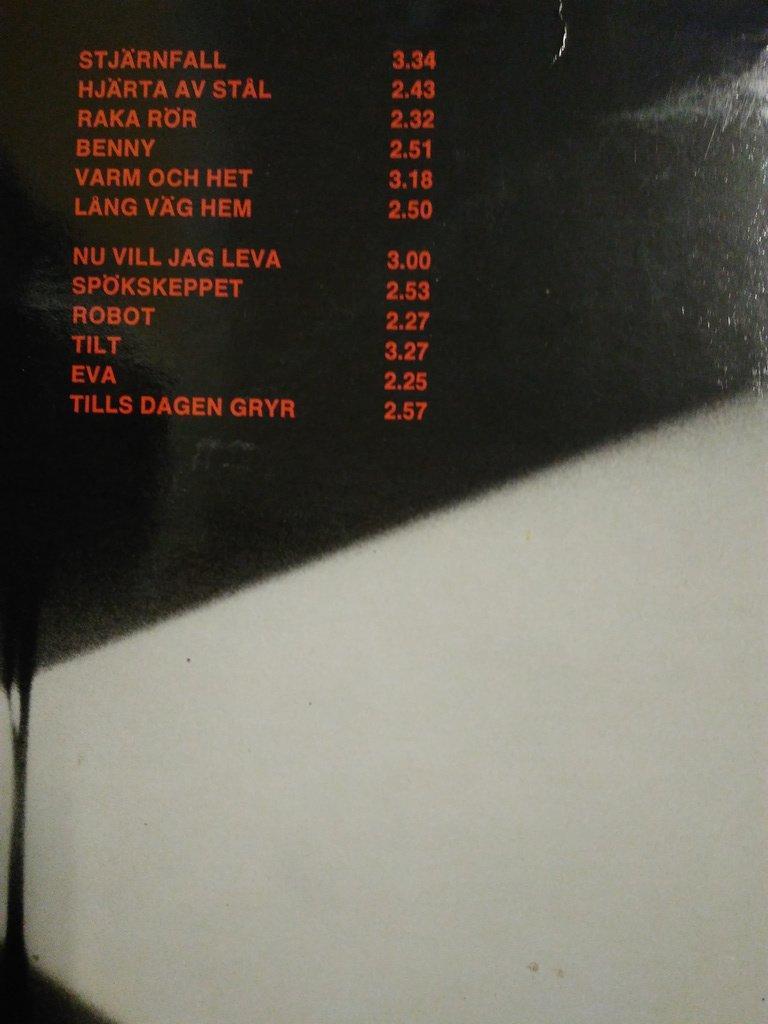 STJÄRNFALL 3.34
HJÄRTA AV STÅL 2.43
RAKA RÖR 2.32
BENNY 2.51
VARM OCH HET 3.18
LÅNG VÄG HEM 2.50
NU VILL JAG LEVA 3.00
SPÖKSKEPPET 2.53
ROBOT 2.27
TILT 3.27
EVA 2.25
TILLS DAGEN GRYR 2.57